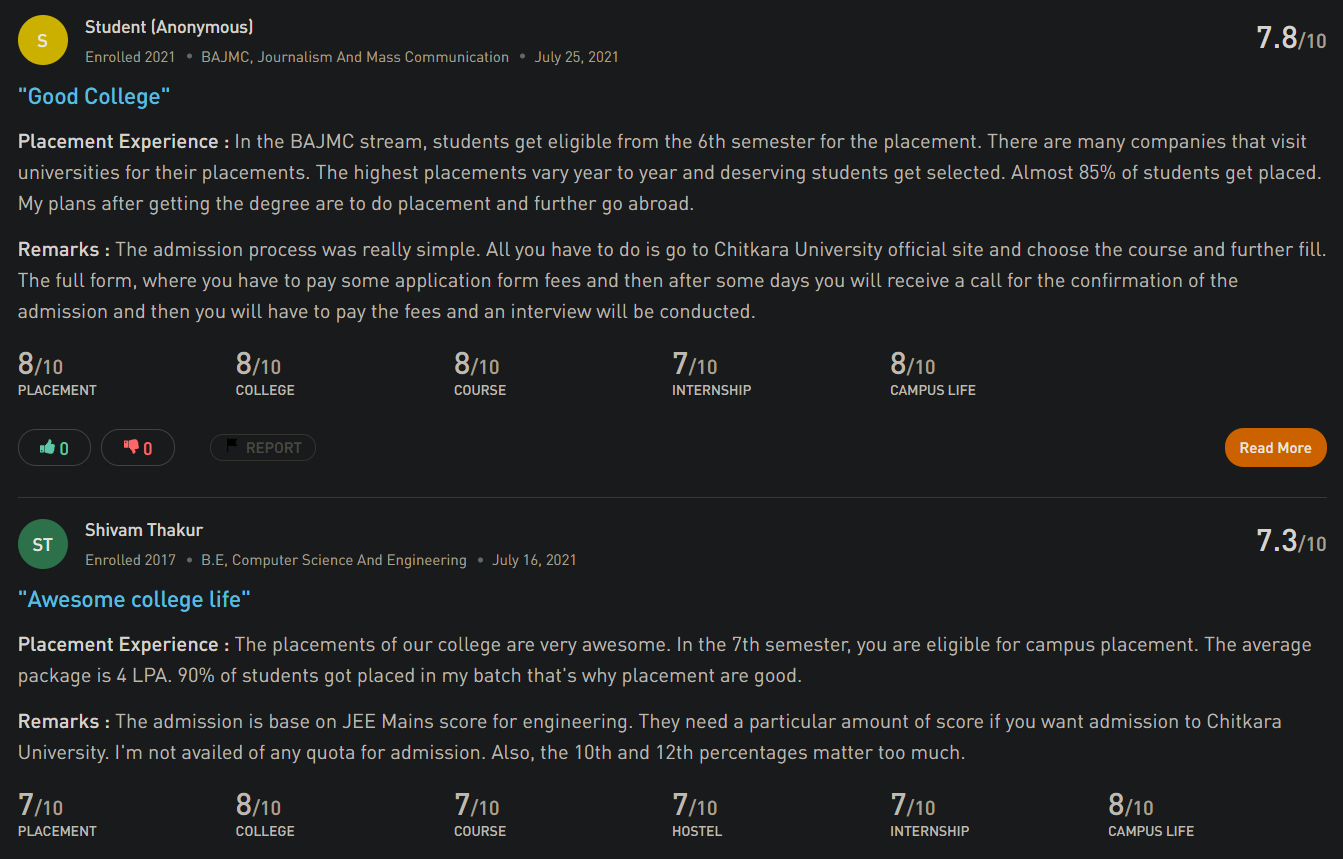 S
Student (Anonymous)
7.8/10
Enrolled 2021 • BAJMC, Journalism And Mass Communication • July 25, 2021
"Good College"
Placement Experience : In the BAJMC stream, students get eligible from the 6th semester for the placement. There are many companies that visit
universities for their placements. The highest placements vary year to year and deserving students get selected. Almost 85% of students get placed.
My plans after getting the degree are to do placement and further go abroad.
Remarks : The admission process was really simple. All you have to do is go to Chitkara University official site and choose the course and further fill.
The full form, where you have to pay some application form fees and then after some days you will receive a call for the confirmation of the
admission and then you will have to pay the fees and an interview will be conducted.
8/10 8/10 8/10 7/10 8/10
PLACEMENT COLLEGE COURSE INTERNSHIP CAMPUS LIFE
0 0 REPORT Read More
ST
Shivam Thakur
7.3/10
Enrolled 2017 • B.E, Computer Science And Engineering • July 16, 2021
"Awesome college life"
Placement Experience : The placements of our college are very awesome. In the 7th semester, you are eligible for campus placement. The average
package is 4 LPA. 90% of students got placed in my batch that's why placement are good.
Remarks : The admission is base on JEE Mains score for engineering. They need a particular amount of score if you want admission to Chitkara
University. I'm not availed of any quota for admission. Also, the 10th and 12th percentages matter too much.
7/10 8/10 7/10 7/10 7/10 8/10
PLACEMENT COLLEGE COURSE HOSTEL INTERNSHIP CAMPUS LIFE